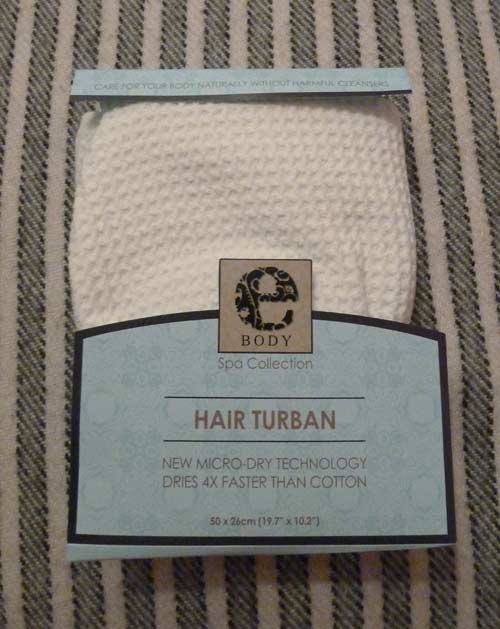 CARE FOR YOUR BODY NATURALLY WITHOUT HARMFUL CLEANSERS
e
BODY
Spa Collection
HAIR TURBAN
NEW MICRO-DRY TECHNOLOGY
DRIES 4X FASTER THAN COTTON
50 x 26cm (19.7" x 10.2")